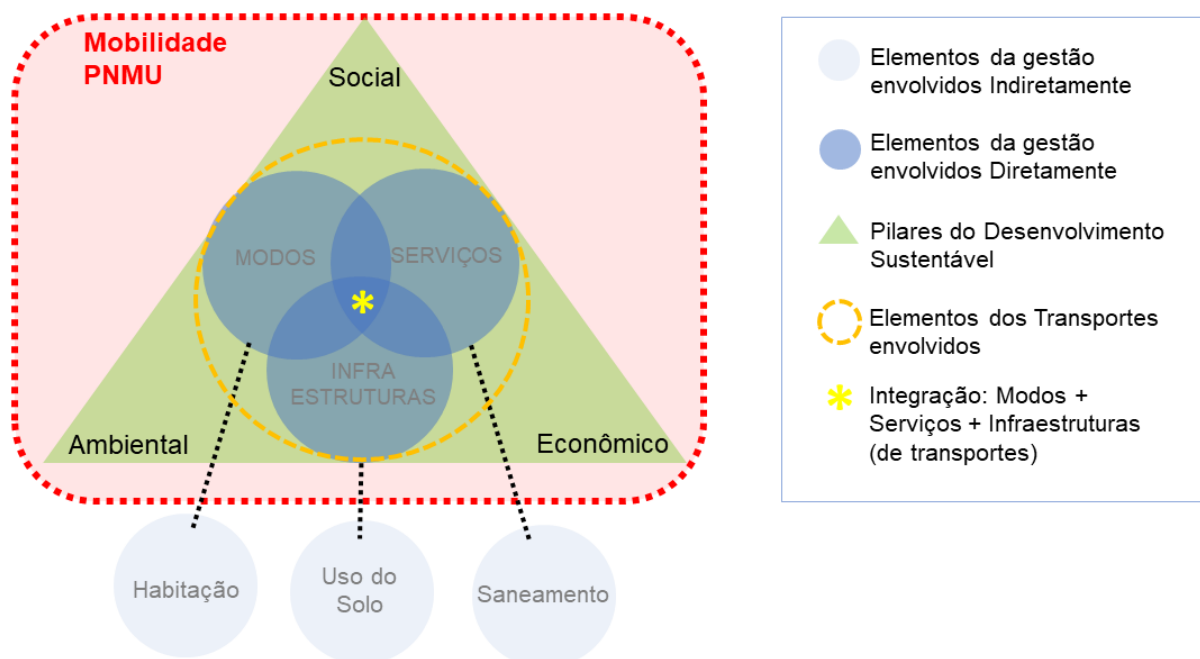 Mobilidade
PNMU
Social
MODOS
SERVIÇOS
*
INFRA
ESTRUTURAS
Ambiental
Econômico
Habitação
Uso do
Solo
Saneamento
Elementos da gestão
envolvidos Indiretamente
Elementos da gestão
envolvidos Diretamente
Pilares do Desenvolvimento
Sustentável
Elementos dos Transportes
envolvidos
* Integração: Modos +
Serviços + Infraestruturas
(de transportes)